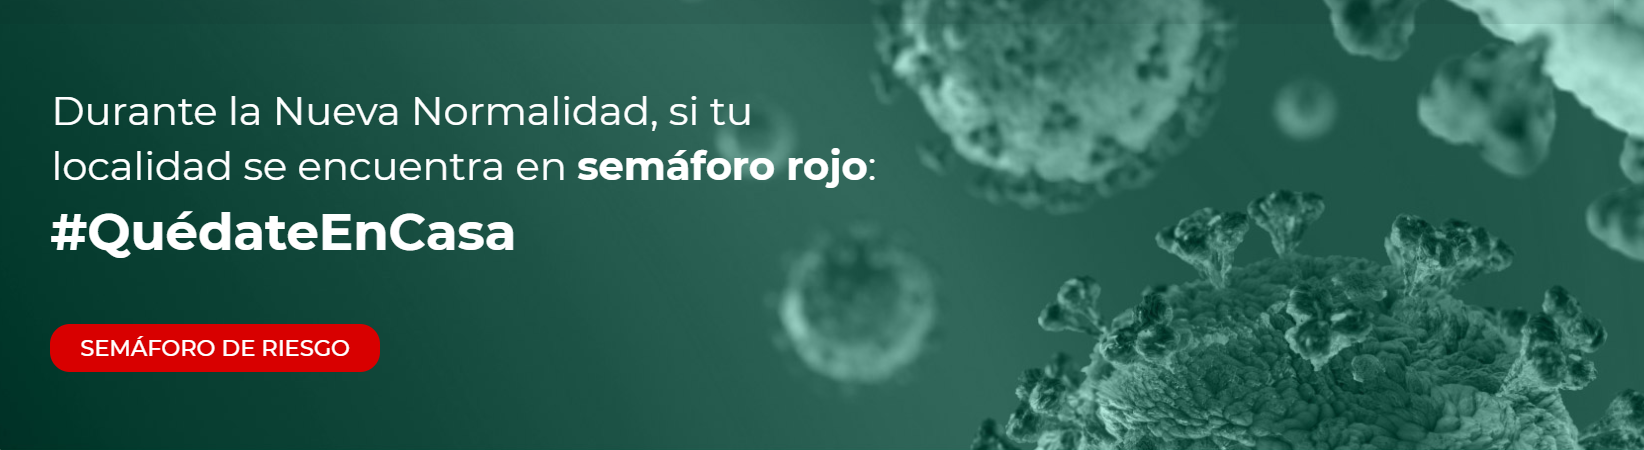 Durante la Nueva Normalidad, si tu
localidad se encuentra en semáforo rojo:
#QuédateEnCasa
SEMÁFORO DE RIESGO